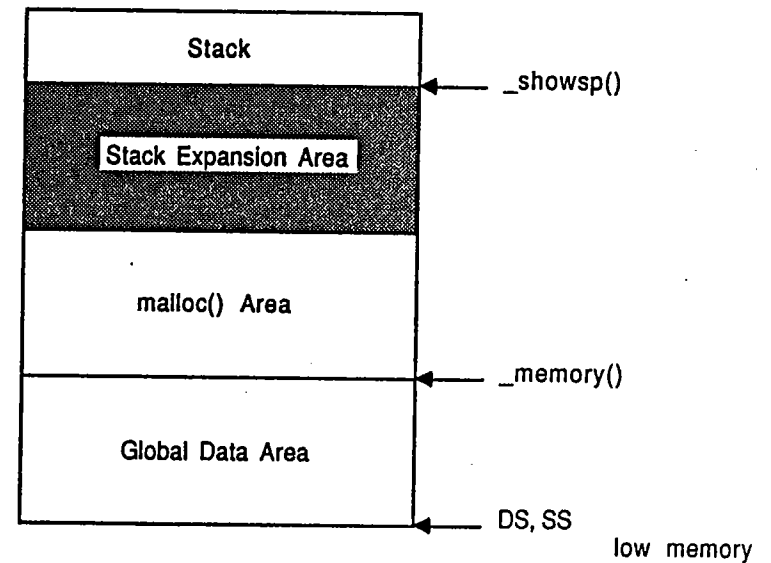 Stack
_showsp()
Stack Expansion Area
malloc() Area
_memory()
Global Data Area
DS, SS
low memory